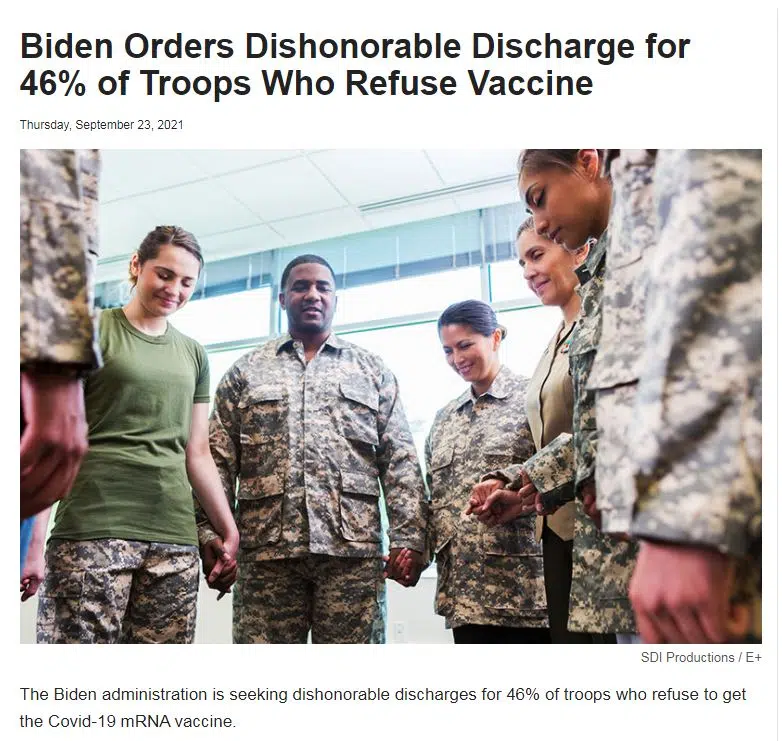 Biden Orders Dishonorable Discharge for
46% of Troops Who Refuse Vaccine
Thursday, September 23, 2021
SDI Productions / E+
The Biden administration is seeking dishonorable discharges for 46% of troops who refuse to get
the Covid-19 mRNA vaccine.